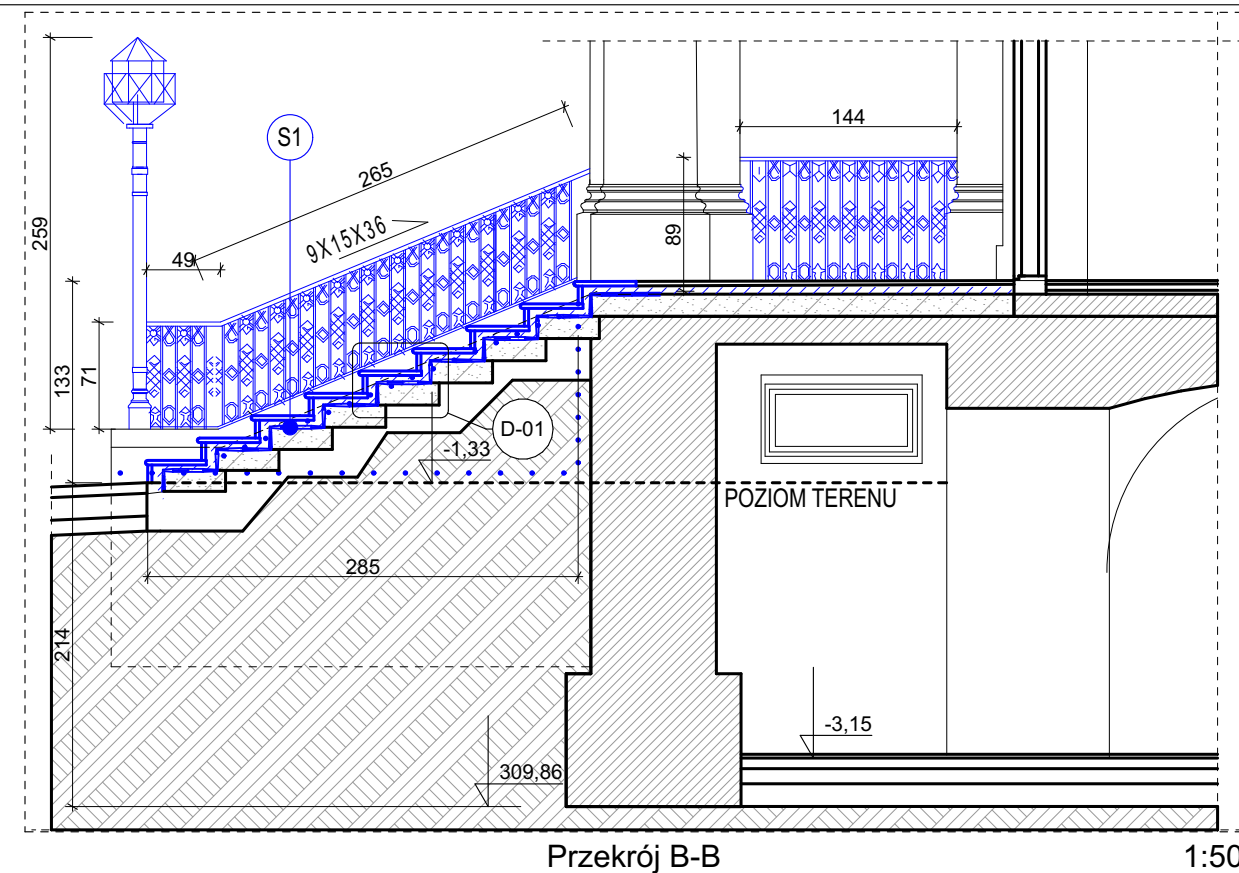 S1
144
265
259
9X15X36
89
49
133
71
D-01
-1,33
POZIOM TERENU
285
214
-3,15
309,86
Przekrój B-B
1:50